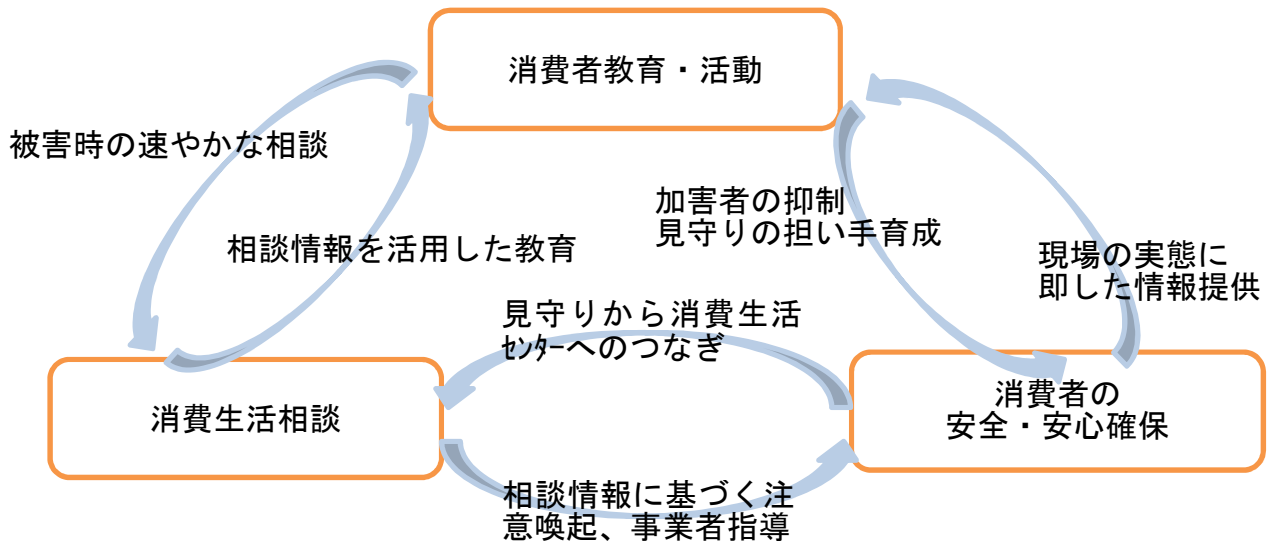 消費者教育・活動
被害時の速やかな相談
相談情報を活用した教育
加害者の抑制
見守りの担い手育成
現場の実態に
即した情報提供
見守りから消費生活
ｾﾝﾀｰへのつなぎ
消費生活相談
消費者の
安全・安心確保
相談情報に基づく注
意喚起、事業者指導